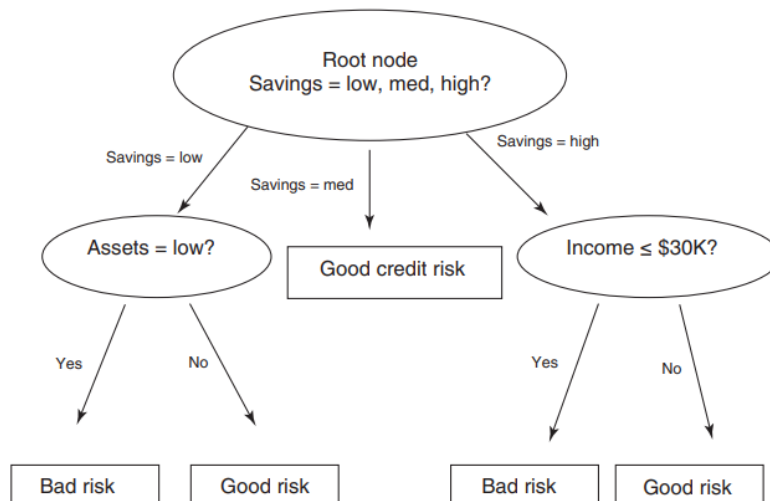 Root node
Savings = low, med, high?
Savings = low
Savings = med
Savings = high
Assets = low?
Good credit risk
Income ≤ $30K?
Yes
No
Yes
No
Bad risk
Good risk
Bad risk
Good risk